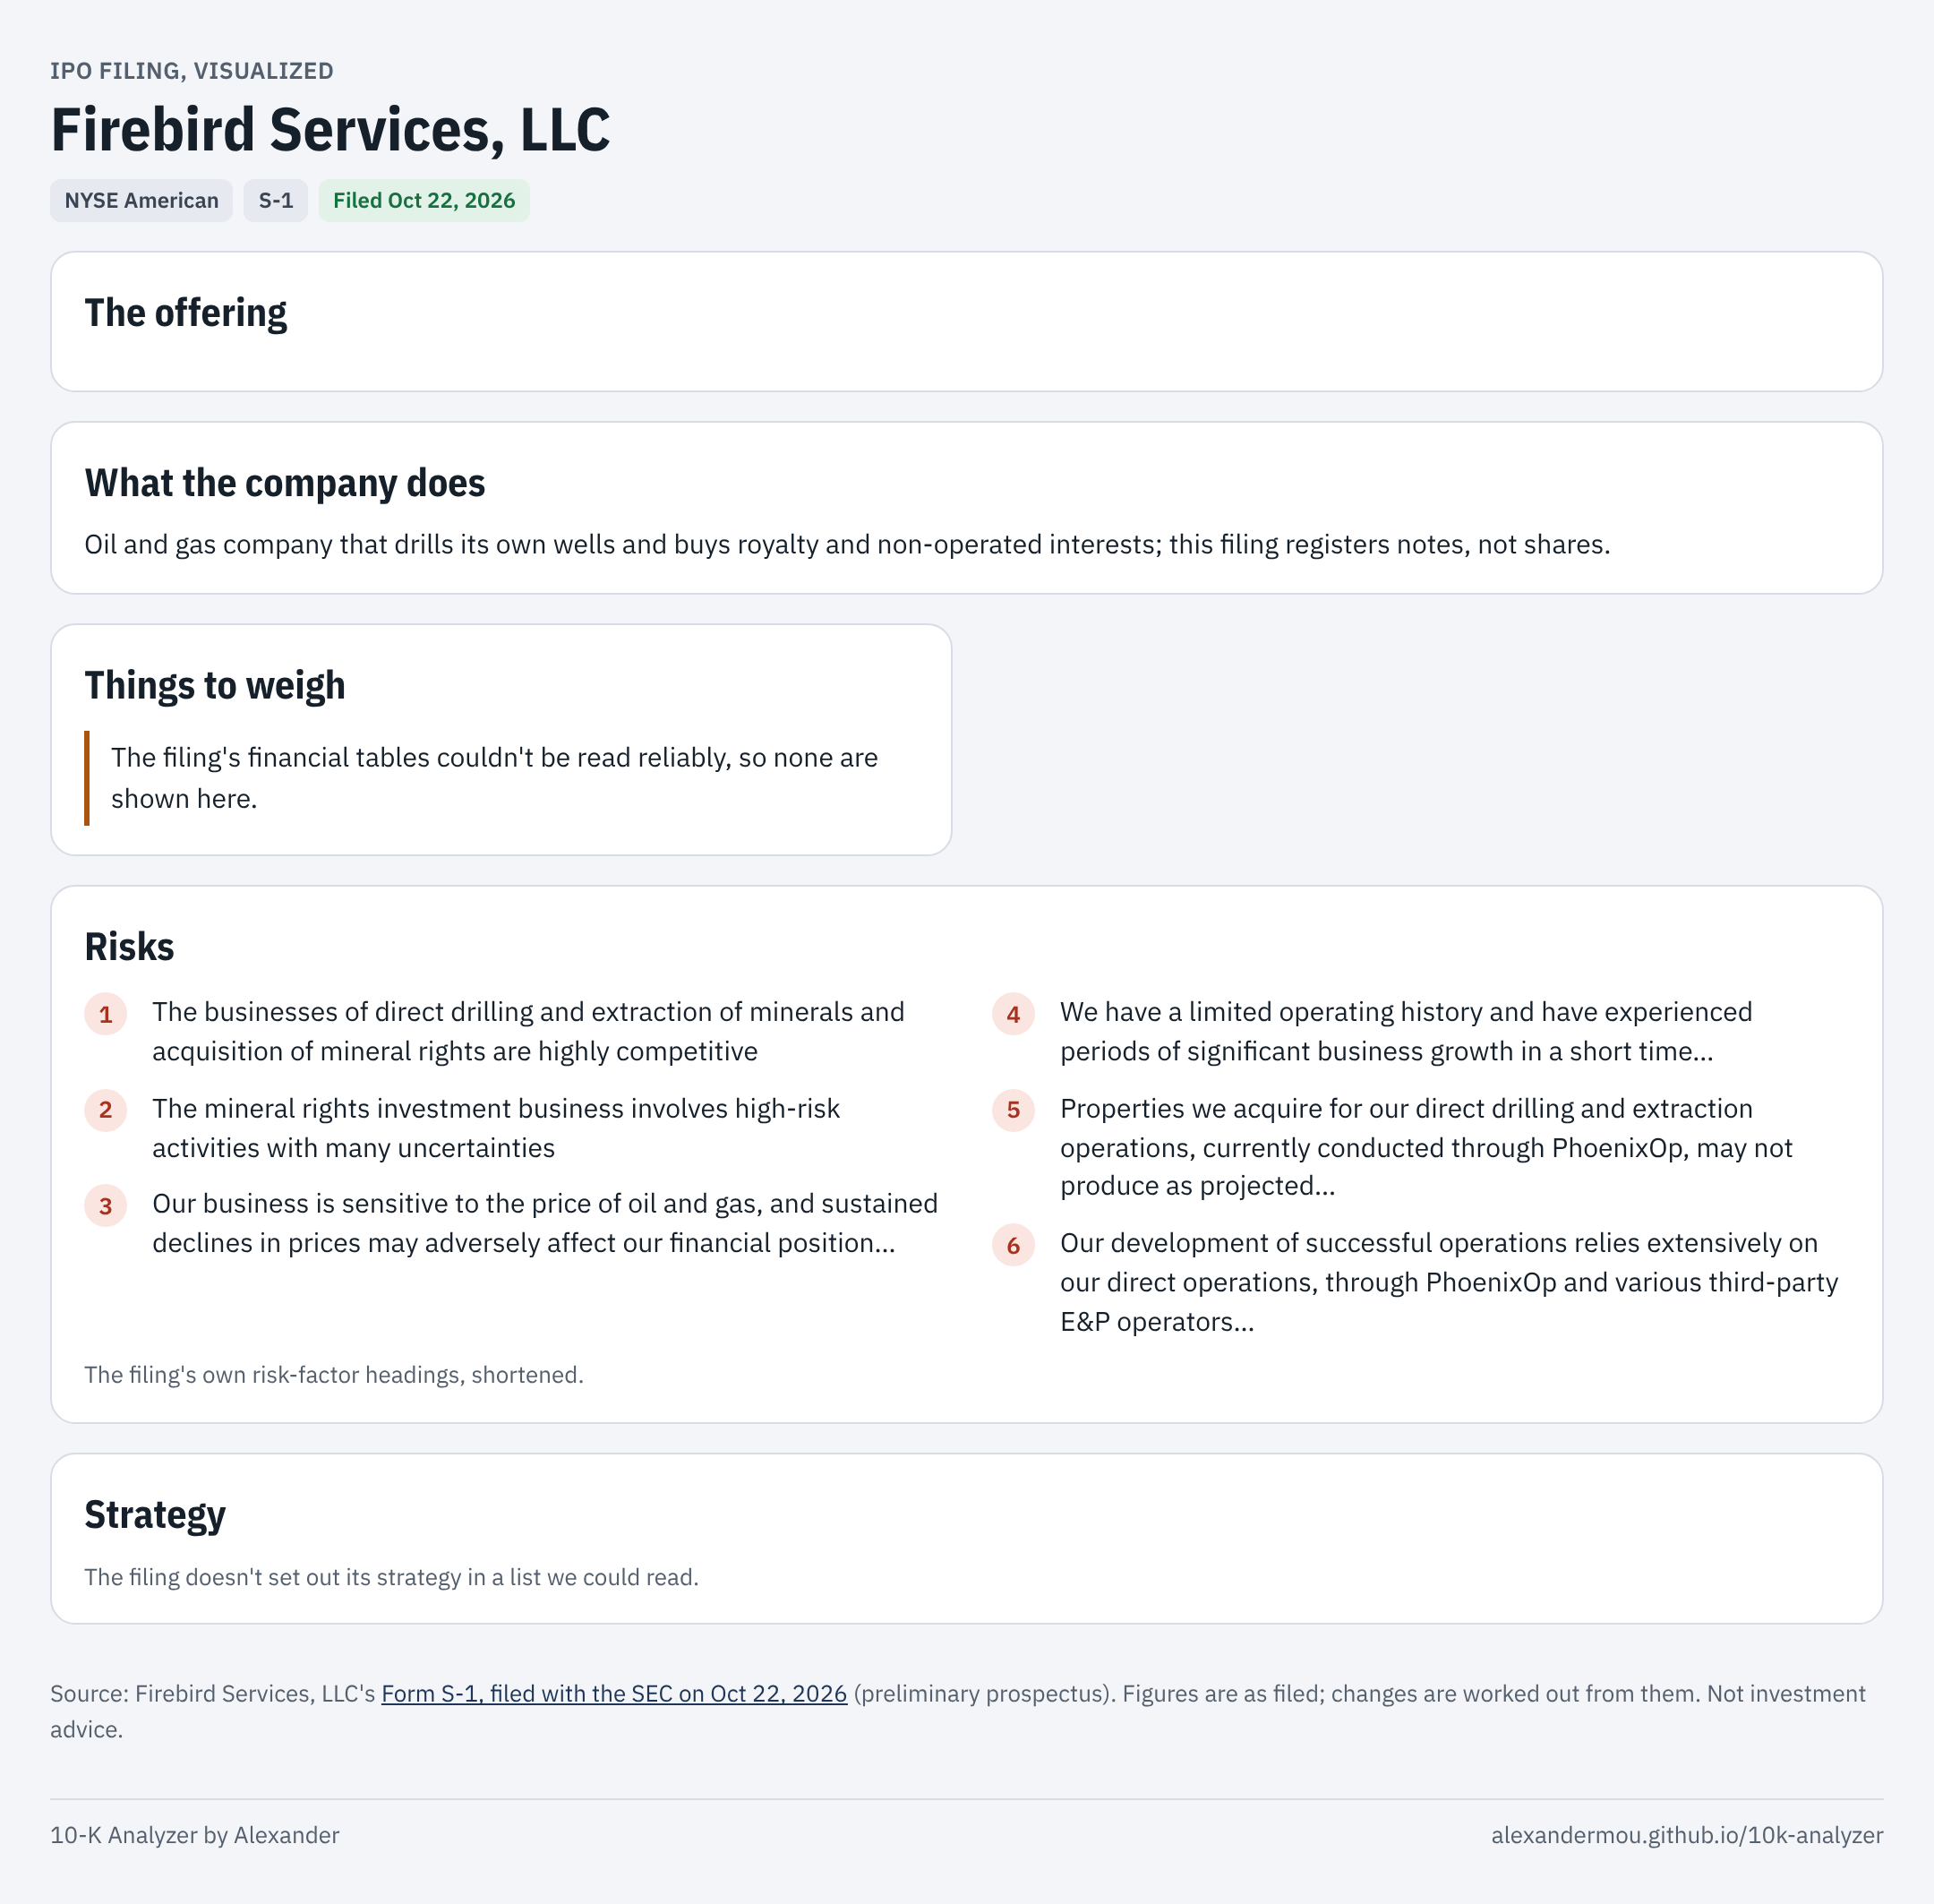 IPO FILING, VISUALIZED
Firebird Services, LLC
NYSE American
S-1
Filed Oct 22, 2026
The offering
What the company does
Oil and gas company that drills its own wells and buys royalty and non-operated interests; this filing registers notes, not shares.
Things to weigh
The filing's financial tables couldn't be read reliably, so none are
shown here.
Risks
1
The businesses of direct drilling and extraction of minerals and
acquisition of mineral rights are highly competitive
2
The mineral rights investment business involves high-risk
activities with many uncertainties
3
Our business is sensitive to the price of oil and gas, and sustained
declines in prices may adversely affect our financial position...
4
We have a limited operating history and have experienced
periods of significant business growth in a short time...
5
Properties we acquire for our direct drilling and extraction
operations, currently conducted through PhoenixOp, may not
produce as projected...
6
Our development of successful operations relies extensively on
our direct operations, through PhoenixOp and various third-party
E&P operators...
The filing's own risk-factor headings, shortened.
Strategy
The filing doesn't set out its strategy in a list we could read.
Source: Firebird Services, LLC's Form S-1, filed with the SEC on Oct 22, 2026 (preliminary prospectus). Figures are as filed; changes are worked out from them. Not investment
advice.
10-K Analyzer by Alexander
alexandermou.github.io/10k-analyzer